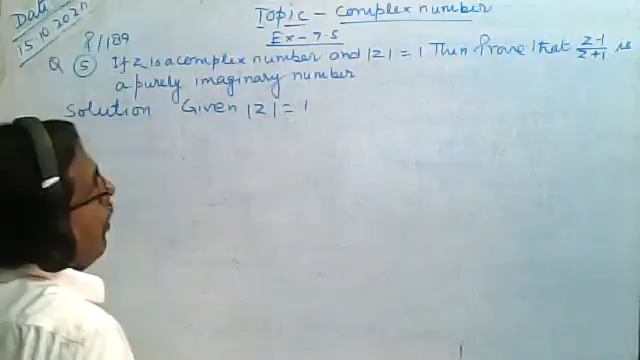 Date
15.10.2020
Topic - complex number
P/189
Ex-7.5
Q ⑤ If z is a complex number and |z| = 1 Then Prove that z-1/z+1 is
a purely imaginary number
Solution Given |z| = 1